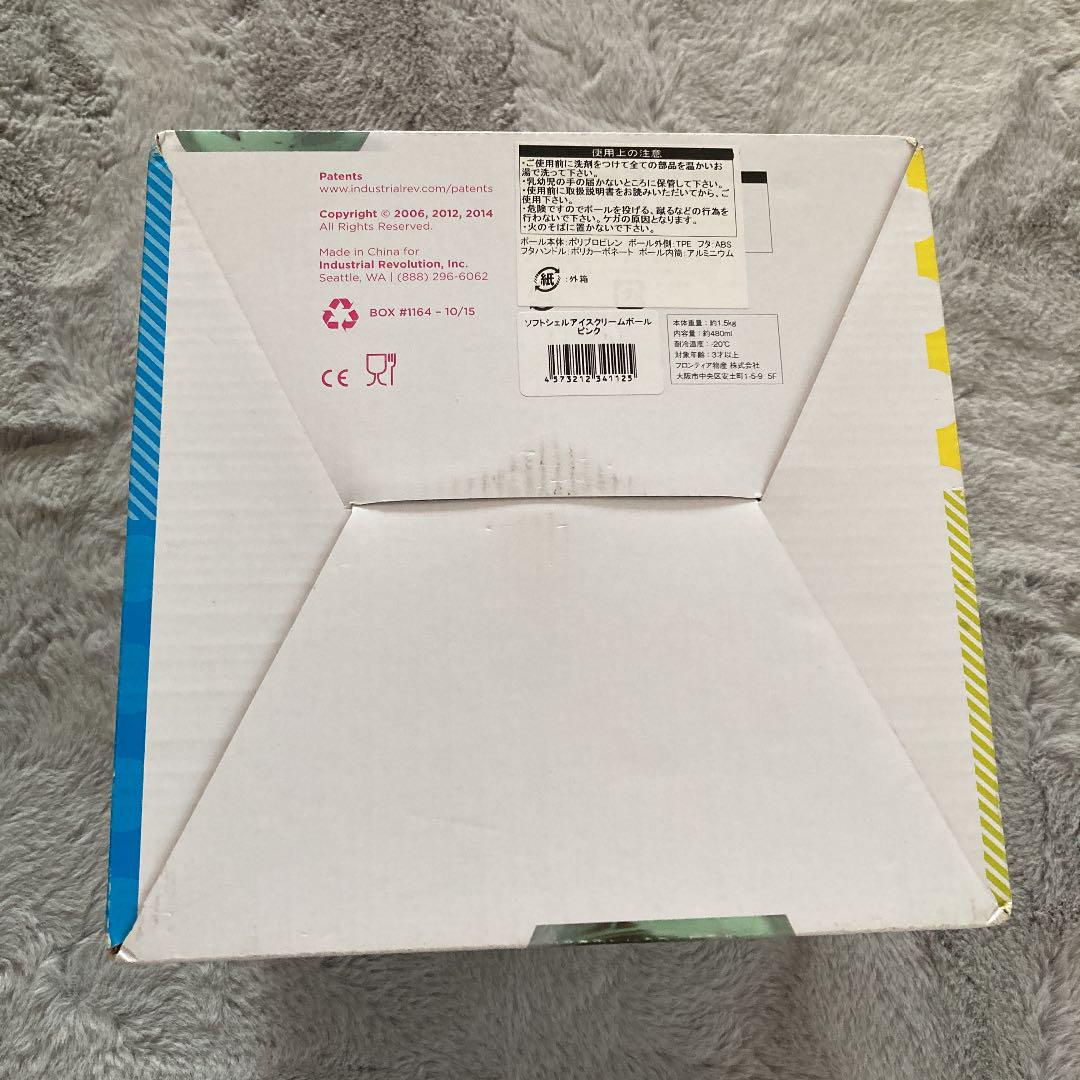 Patents
www.industrialrev.com/patents
Copyright © 2006, 2012, 2014
All Rights Reserved.
Made in China for
Industrial Revolution, Inc.
Seattle, WA | (888) 296-6062
BOX #1164 – 10/15
CE
使用上の注意
・ご使用前に洗剤をつけて全ての部品を温かいお
湯で洗って下さい。
・乳幼児の手の届かないところに保管して下さい。
・使用前に取扱説明書をお読みいただいてから、ご
使用下さい。
・危険ですのでボールを投げる、蹴るなどの行為を
行わないで下さい。ケガの原因となります。
・火のそばに置かないで下さい。
ボール本体:ポリプロピレン ボール外側:TPE フタ:ABS
フタハンドル:ポリカーボネート ボール内筒:アルミニウム
紙 :外箱
ソフトシェルアイスクリームボール
ピンク
4 573212 341125
本体重量:約1.5kg
内容量:約480ml
耐冷温度:-20℃
対象年齢:3才以上
フロンティア物産 株式会社
大阪市中央区安土町1-5-9 5F